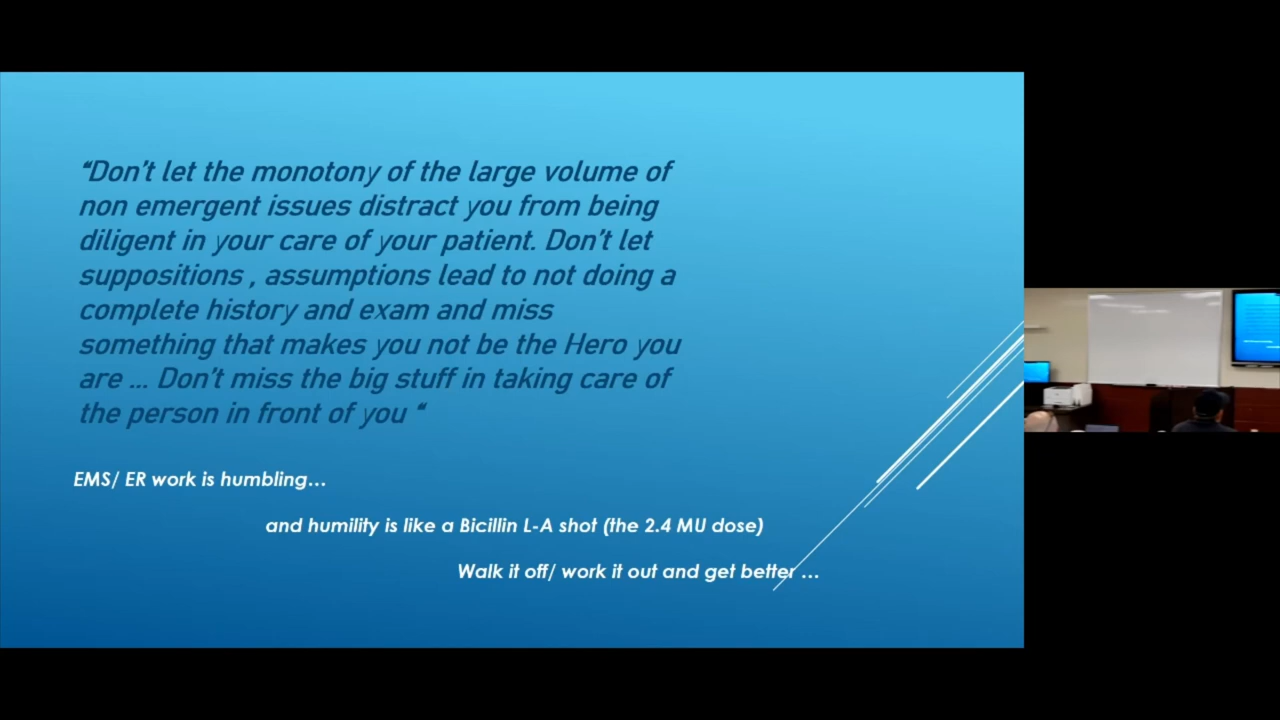 “Don’t let the monotony of the large volume of
non emergent issues distract you from being
diligent in your care of your patient. Don’t let
suppositions , assumptions lead to not doing a
complete history and exam and miss
something that makes you not be the Hero you
are … Don’t miss the big stuff in taking care of
the person in front of you “
EMS/ ER work is humbling…
and humility is like a Bicillin L-A shot (the 2.4 MU dose)
Walk it off/ work it out and get better …